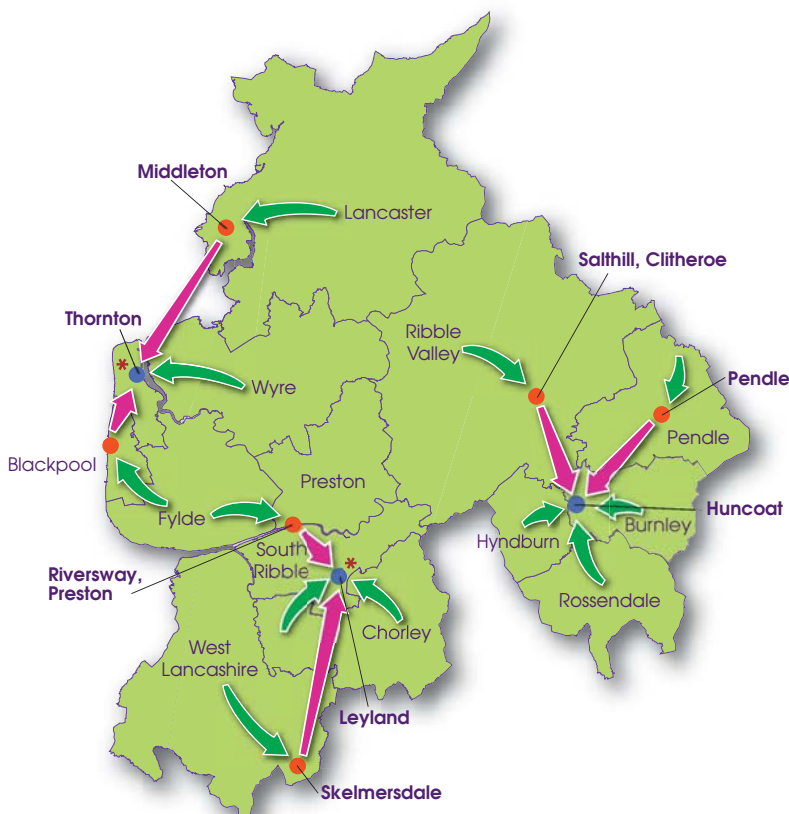 Middleton
Lancaster
Salthill, Clitheroe
Thornton
Ribble
Valley
*
Pendle
Wyre
Pendle
Blackpool
Preston
Fylde
Huncoat
Burnley
Hyndburn
South
Ribble
*
Riversway,
Preston
Rossendale
Chorley
West
Lancashire
Leyland
Skelmersdale